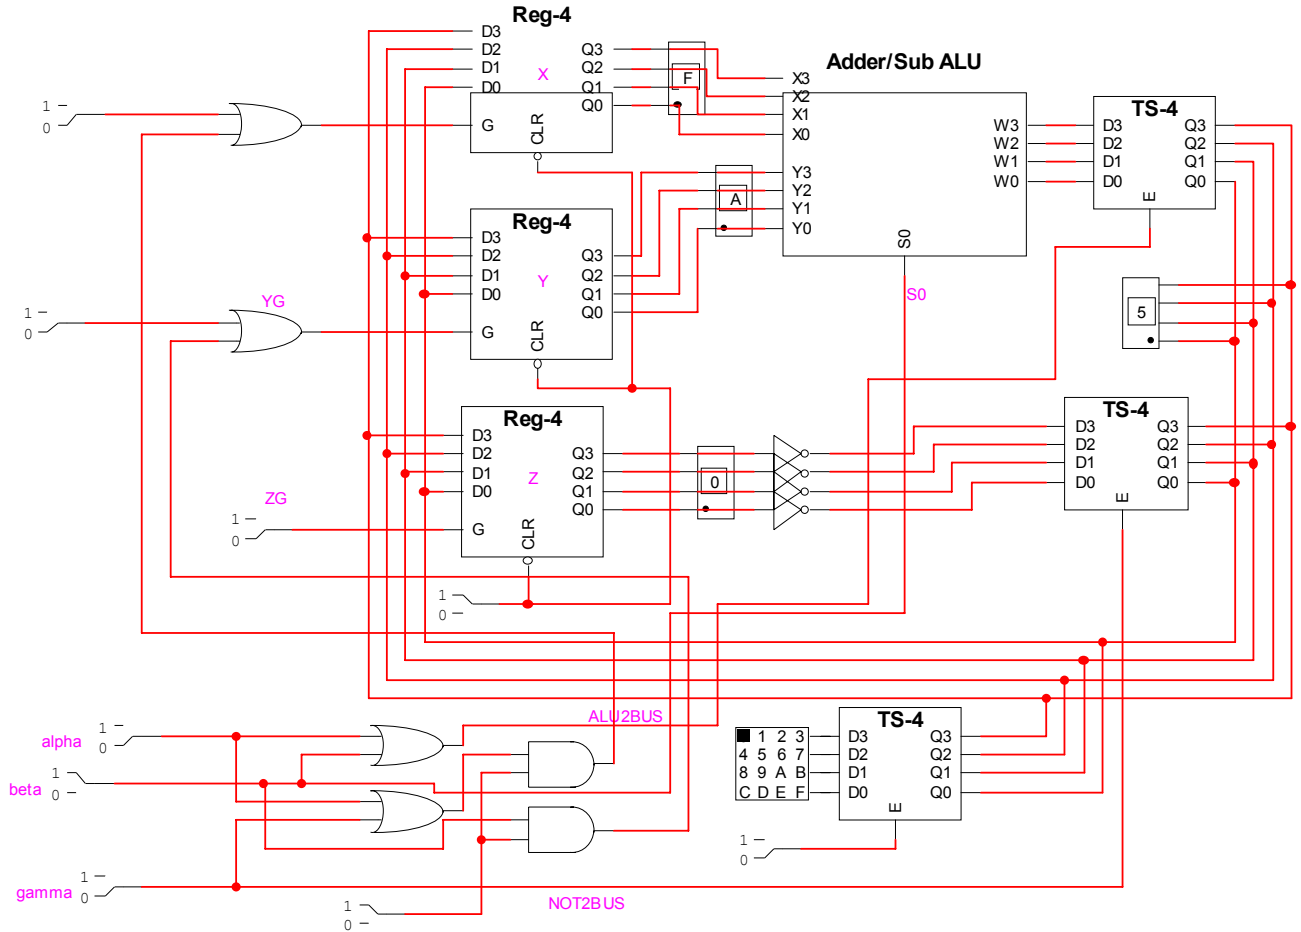 Reg-4
D3
D2
D1
D0
X
Q3
Q2
Q1
Q0
G
CLR
F
1
0
Adder/Sub ALU
X3
X2
X1
X0
Y3
Y2
Y1
Y0
W3
W2
W1
W0
S0
S0
TS-4
D3
D2
D1
D0
Q3
Q2
Q1
Q0
E
A
Reg-4
D3
D2
D1
D0
Y
Q3
Q2
Q1
Q0
G
CLR
YG
1
0
5
Reg-4
D3
D2
D1
D0
Z
Q3
Q2
Q1
Q0
G
CLR
ZG
1
0
0
TS-4
D3
D2
D1
D0
Q3
Q2
Q1
Q0
E
1
0
ALU2BUS
alpha
1
0
beta
1
0
gamma
1
0
1
0
NOT2BUS
1 2 3
4 5 6 7
8 9 A B
C D E F
TS-4
D3
D2
D1
D0
Q3
Q2
Q1
Q0
E
1
0